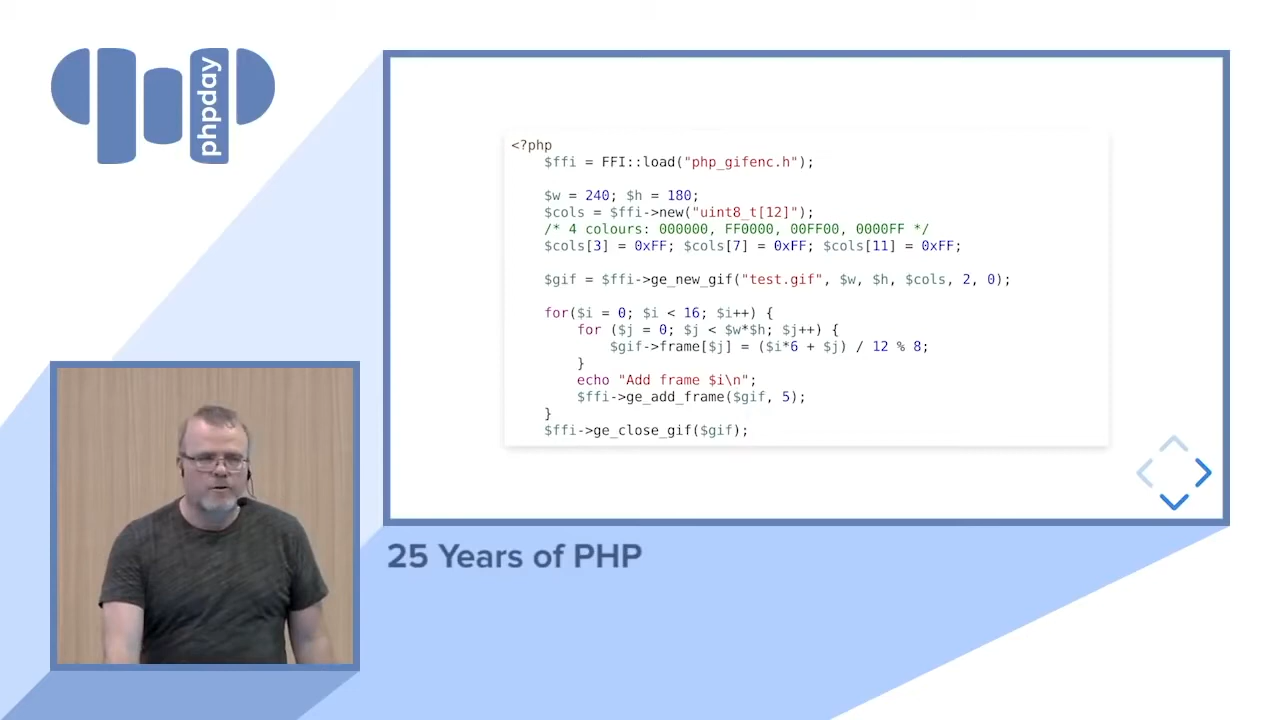 phpday
<?php
$ffi = FFI::load("php_gifenc.h");
$w = 240; $h = 180;
$cols = $ffi->new("uint8_t[12]");
/* 4 colours: 000000, FF0000, 00FF00, 0000FF */
$cols[3] = 0xFF; $cols[7] = 0xFF; $cols[11] = 0xFF;
$gif = $ffi->ge_new_gif("test.gif", $w, $h, $cols, 2, 0);
for($i = 0; $i < 16; $i++) {
for ($j = 0; $j < $w*$h; $j++) {
$gif->frame[$j] = ($i*6 + $j) / 12 % 8;
}
echo "Add frame $i\n";
$ffi->ge_add_frame($gif, 5);
}
$ffi->ge_close_gif($gif);
25 Years of PHP